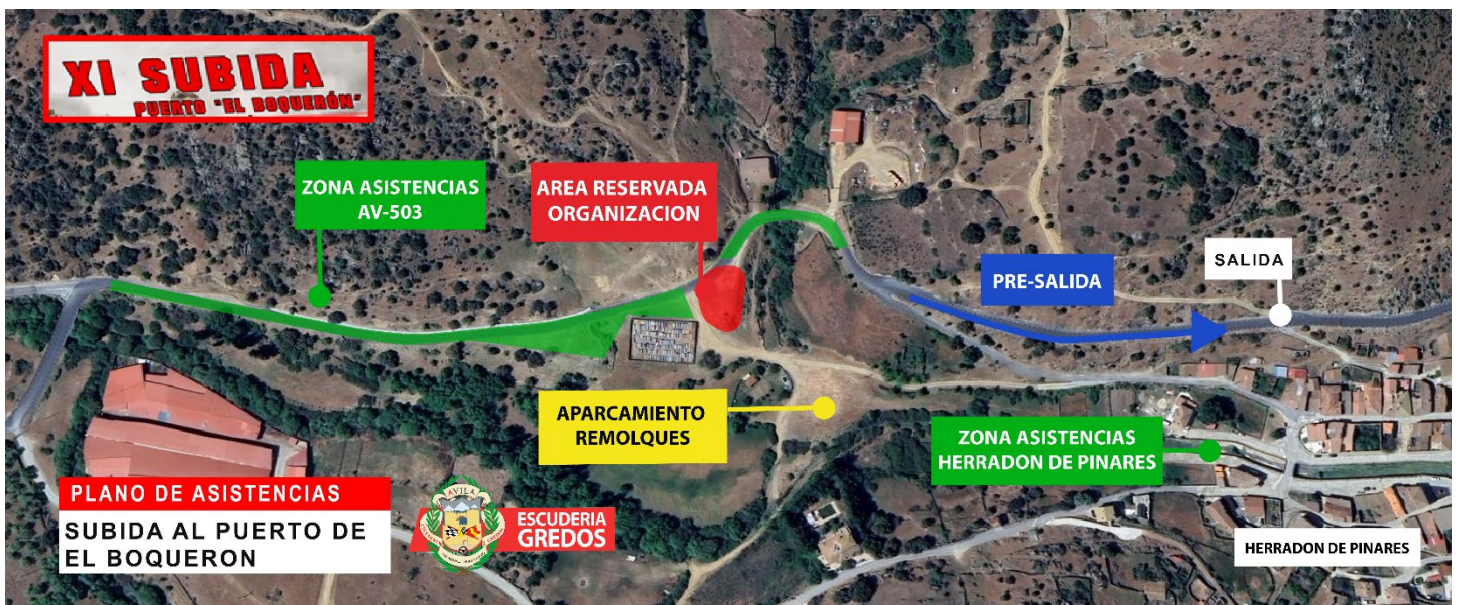 XI SUBIDA
PUERTO "EL BOQUERÓN"
ZONA ASISTENCIAS
AV-503
AREA RESERVADA
ORGANIZACION
PRE-SALIDA
SALIDA
APARCAMIENTO
REMOLQUES
ZONA ASISTENCIAS
HERRADON DE PINARES
PLANO DE ASISTENCIAS
SUBIDA AL PUERTO DE
EL BOQUERON
AVILA
ESCUDERIA
GREDOS
HERRADON DE PINARES